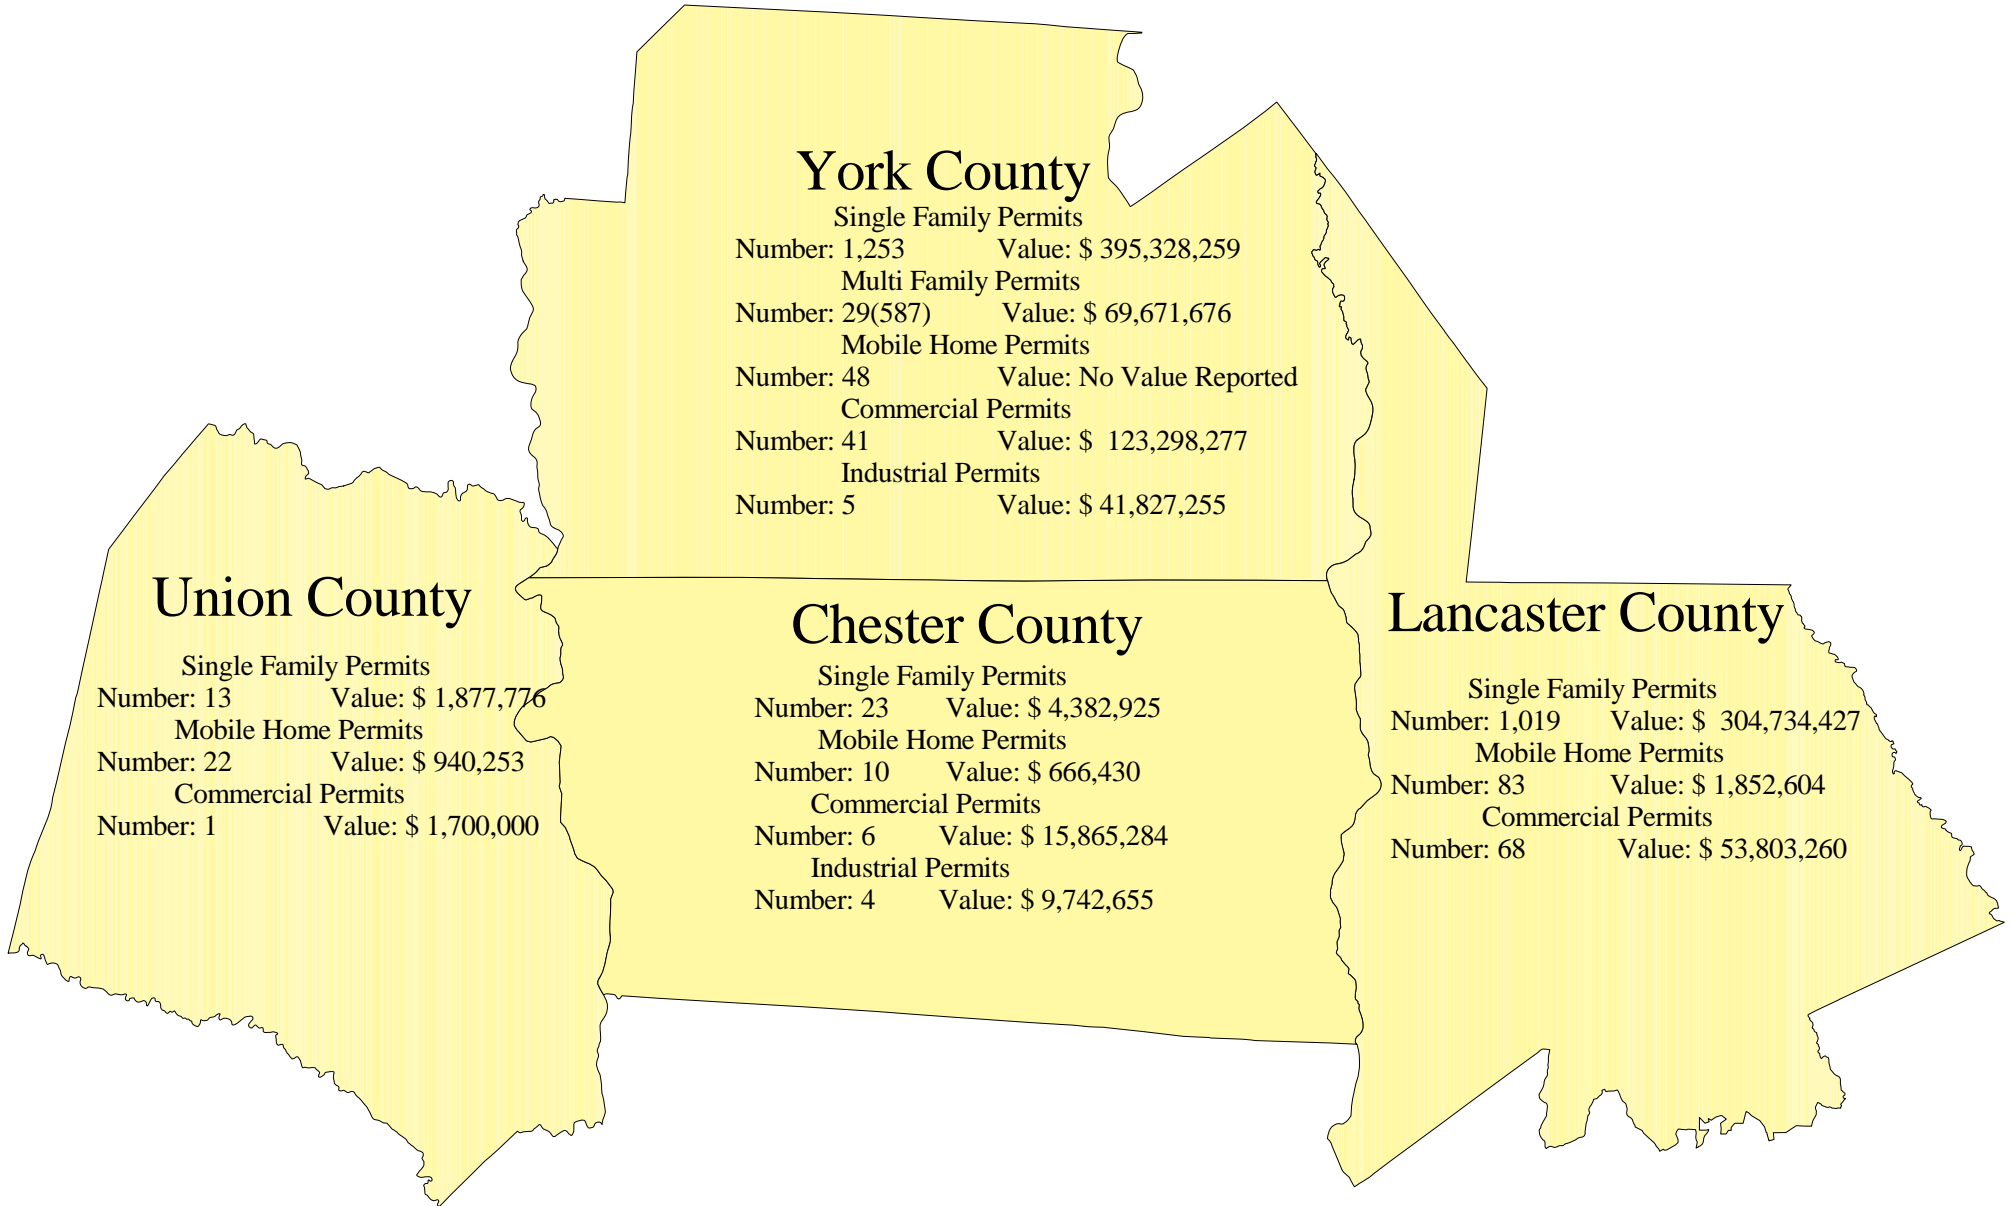 York County
Single Family Permits
Number: 1,253 Value: $ 395,328,259
Multi Family Permits
Number: 29(587) Value: $ 69,671,676
Mobile Home Permits
Number: 48 Value: No Value Reported
Commercial Permits
Number: 41 Value: $ 123,298,277
Industrial Permits
Number: 5 Value: $ 41,827,255
Union County
Single Family Permits
Number: 13 Value: $ 1,877,776
Mobile Home Permits
Number: 22 Value: $ 940,253
Commercial Permits
Number: 1 Value: $ 1,700,000
Chester County
Single Family Permits
Number: 23 Value: $ 4,382,925
Mobile Home Permits
Number: 10 Value: $ 666,430
Commercial Permits
Number: 6 Value: $ 15,865,284
Industrial Permits
Number: 4 Value: $ 9,742,655
Lancaster County
Single Family Permits
Number: 1,019 Value: $ 304,734,427
Mobile Home Permits
Number: 83 Value: $ 1,852,604
Commercial Permits
Number: 68 Value: $ 53,803,260